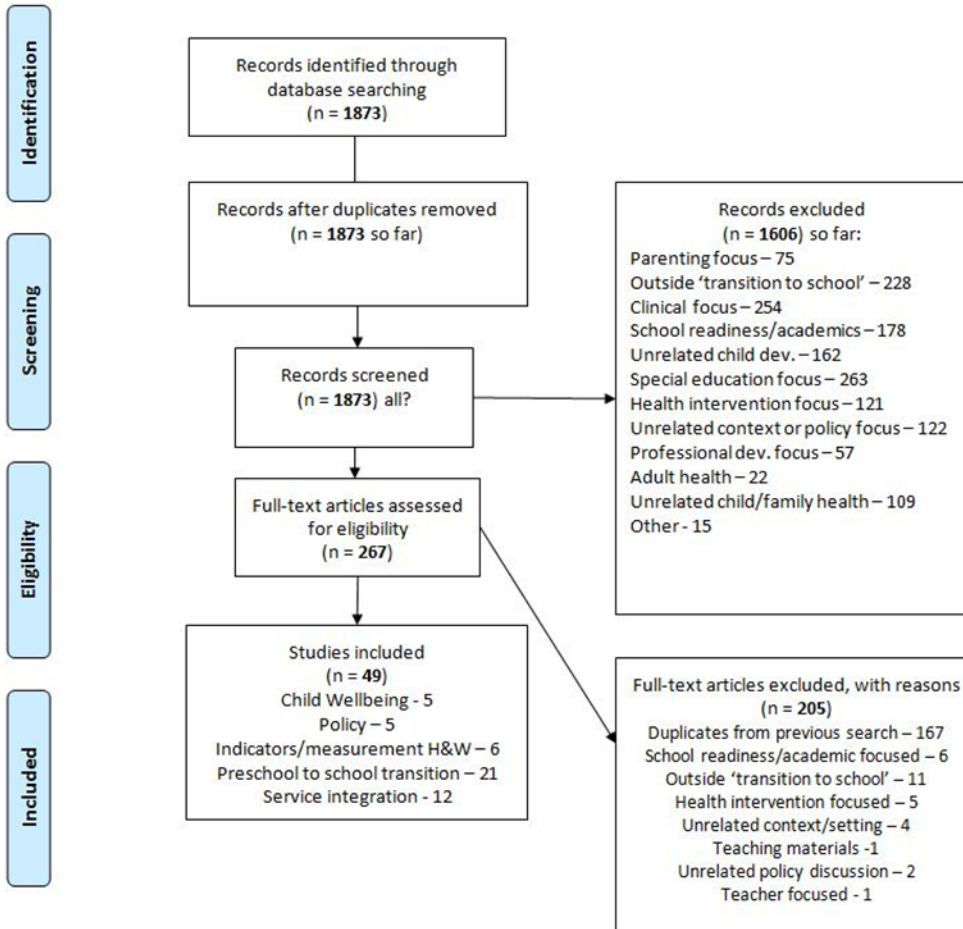 Identification
Records identified through
database searching
(n = 1873)
Records after duplicates removed
(n = 1873 so far)
Screening
Records screened
(n = 1873) all?
Records excluded
(n = 1606) so far:
Parenting focus – 75
Outside ‘transition to school’ – 228
Clinical focus – 254
School readiness/academics – 178
Unrelated child dev. – 162
Special education focus – 263
Health intervention focus – 121
Unrelated context or policy focus – 122
Professional dev. focus – 57
Adult health – 22
Unrelated child/family health – 109
Other - 15
Eligibility
Full-text articles assessed
for eligibility
(n = 267)
Included
Studies included
(n = 49)
Child Wellbeing - 5
Policy – 5
Indicators/measurement H&W – 6
Preschool to school transition – 21
Service integration - 12
Full-text articles excluded, with reasons
(n = 205)
Duplicates from previous search – 167
School readiness/academic focused – 6
Outside ‘transition to school’ – 11
Health intervention focused – 5
Unrelated context/setting – 4
Teaching materials -1
Unrelated policy discussion – 2
Teacher focused - 1